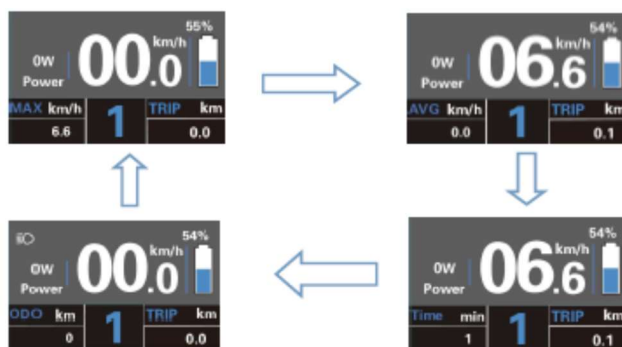 55%
km/h
0W
Power
00.0
MAX km/h
6.6
1
TRIP km
0.0
54%
km/h
0W
Power
06.6
AVG km/h
0.0
1
TRIP km
0.1
54%
km/h
0W
Power
00.0
ODO km
0
1
TRIP km
0.0
54%
km/h
0W
Power
06.6
Time min
1
1
TRIP km
0.1